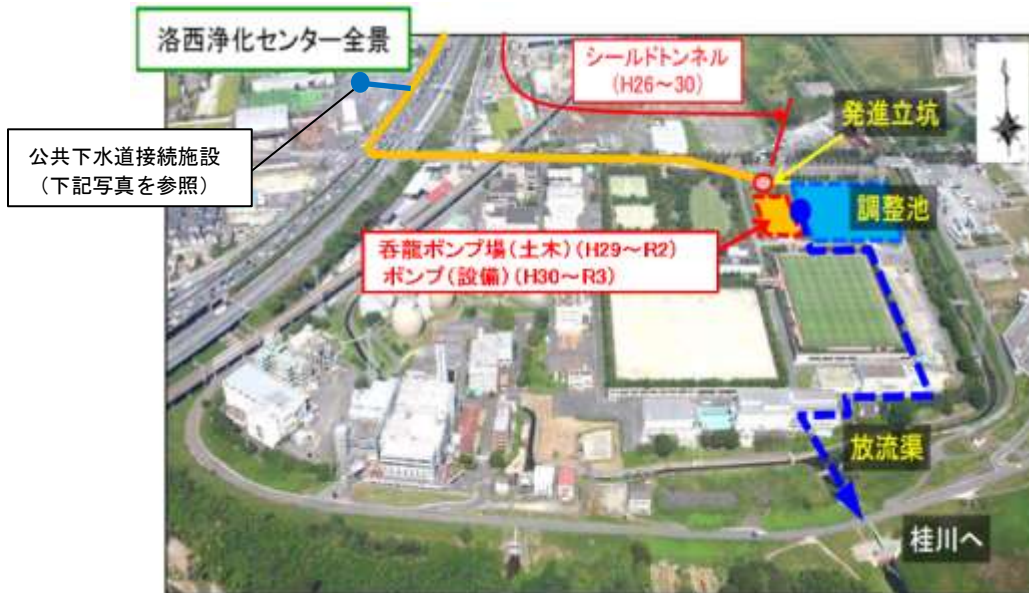 洛西浄化センター全景
シールドトンネル
(H26～30)
発進立坑
公共下水道接続施設
(下記写真を参照)
調整池
呑龍ポンプ場(土木)(H29～R2)
ポンプ(設備)(H30～R3)
放流渠
桂川へ